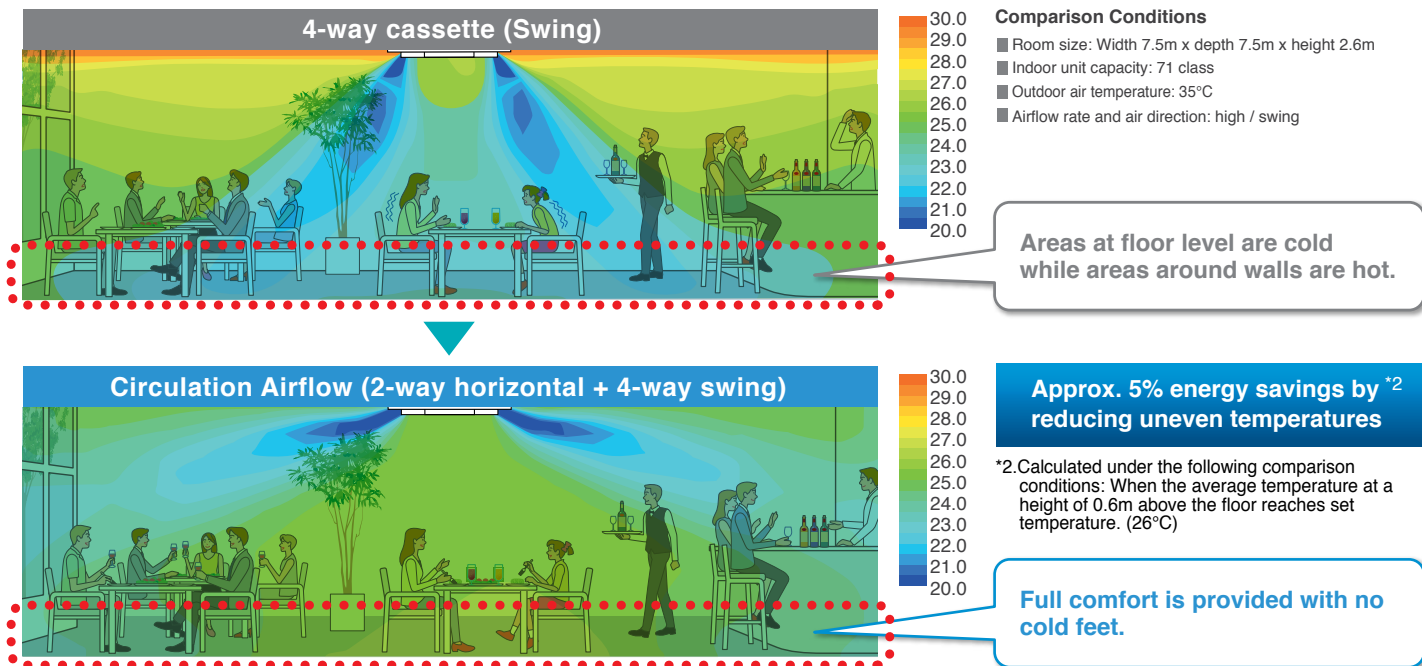 4-way cassette (Swing)
30.0
29.0
28.0
27.0
26.0
25.0
24.0
23.0
22.0
21.0
20.0
Comparison Conditions
Room size: Width 7.5m x depth 7.5m x height 2.6m
Indoor unit capacity: 71 class
Outdoor air temperature: 35°C
Airflow rate and air direction: high / swing
Areas at floor level are cold
while areas around walls are hot.
Circulation Airflow (2-way horizontal + 4-way swing)
30.0
29.0
28.0
27.0
26.0
25.0
24.0
23.0
22.0
21.0
20.0
Approx. 5% energy savings by *2
reducing uneven temperatures
*2.Calculated under the following comparison
conditions: When the average temperature at a
height of 0.6m above the floor reaches set
temperature. (26°C)
Full comfort is provided with no
cold feet.